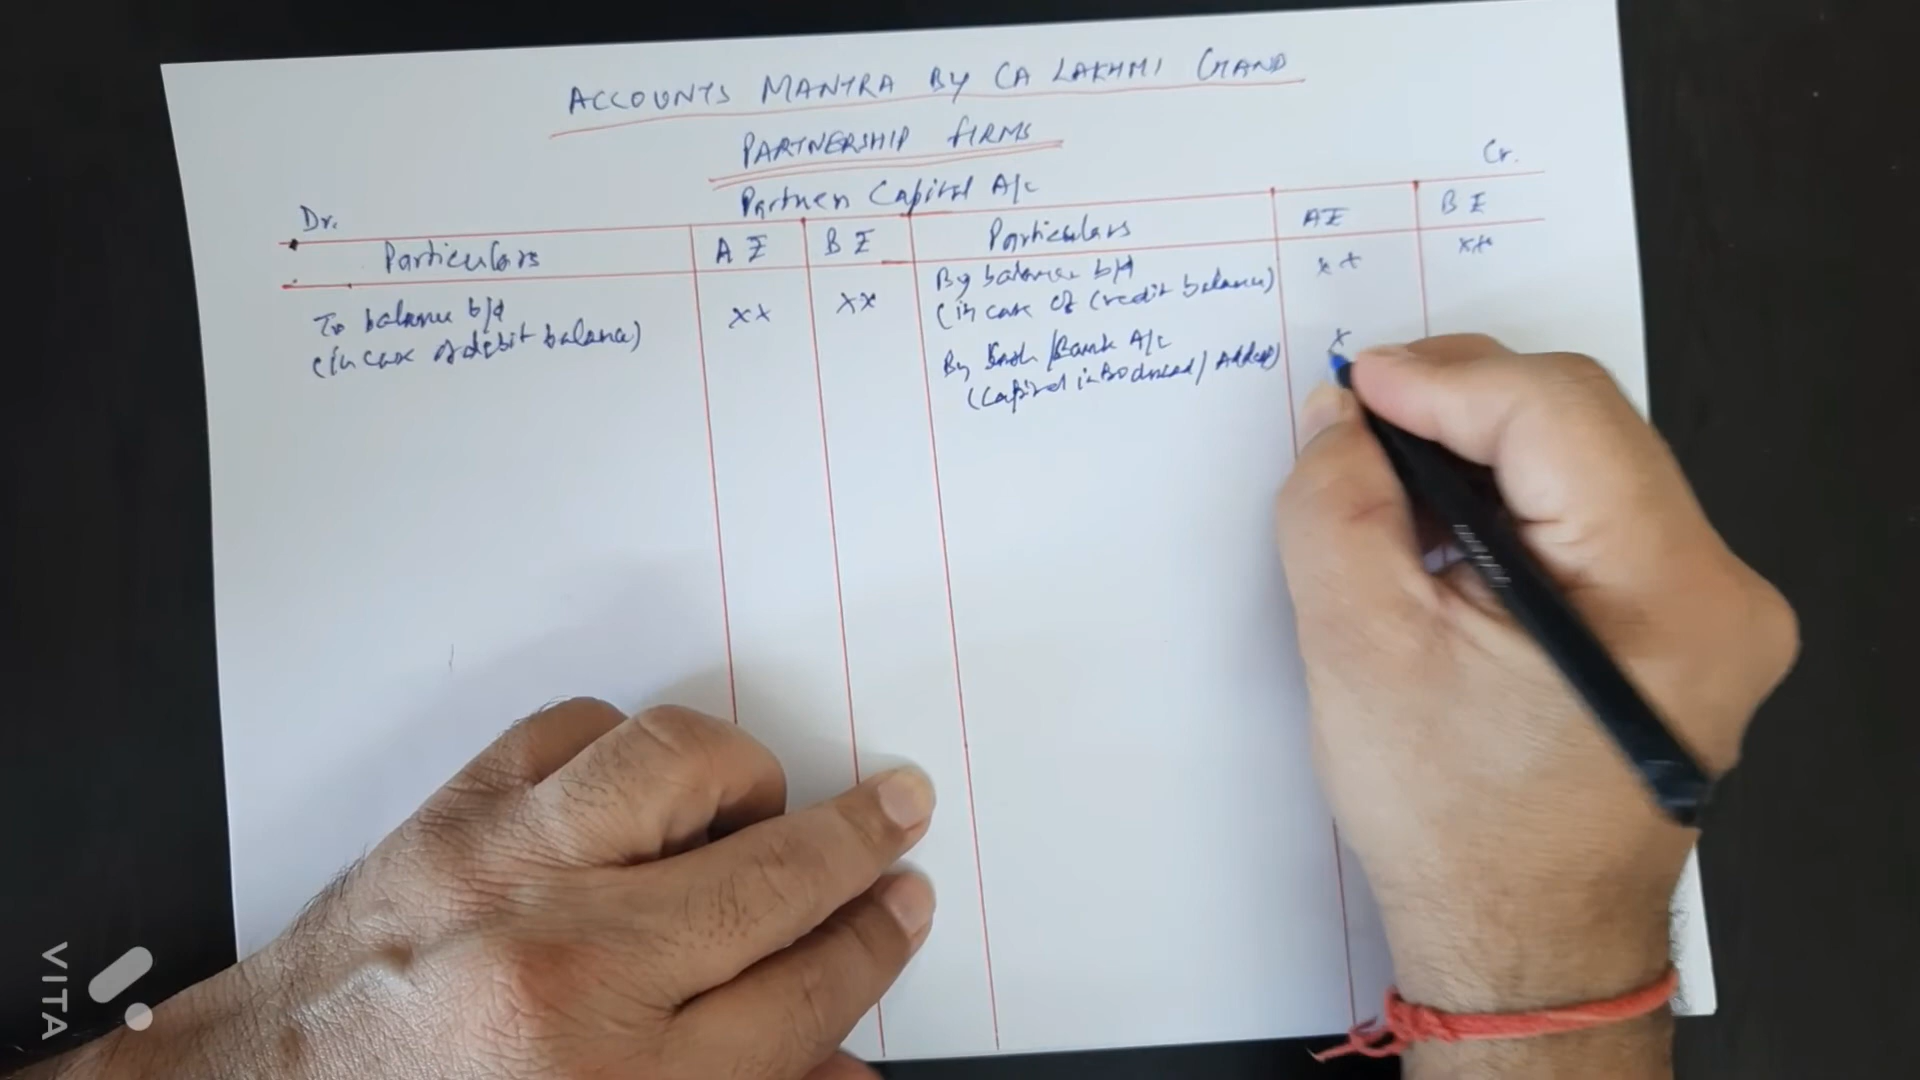 ACCOUNTS MANTRA BY CA LAKHMI CHAND
PARTNERSHIP FIRMS
Partners Capital A/c
Dr.
Cr.
Particulars A ₹ B ₹ Particulars A ₹ B ₹
To balance b/d xx xx
(in case of debit balance)
By balance b/d xx xx
(in case of credit balance)
By Cash/Bank A/c x
(Capital introduced/Added)
VITA